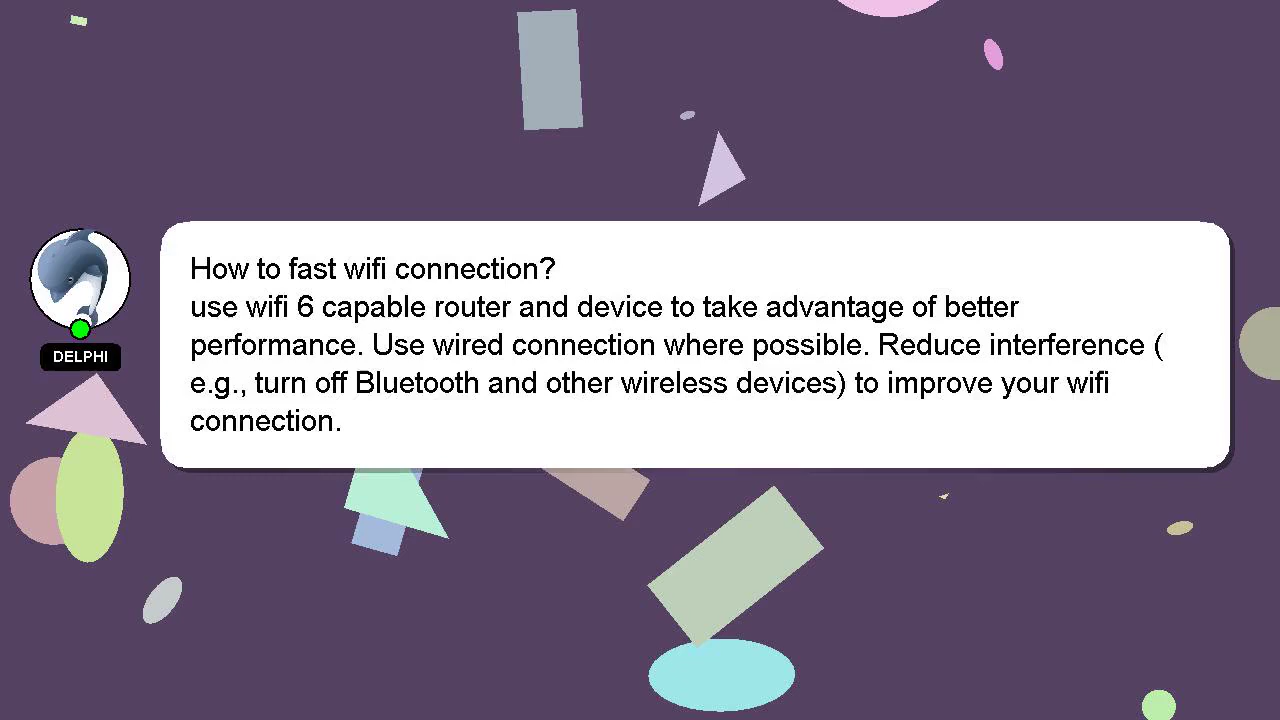 DELPHI
How to fast wifi connection?
use wifi 6 capable router and device to take advantage of better
performance. Use wired connection where possible. Reduce interference (
e.g., turn off Bluetooth and other wireless devices) to improve your wifi
connection.